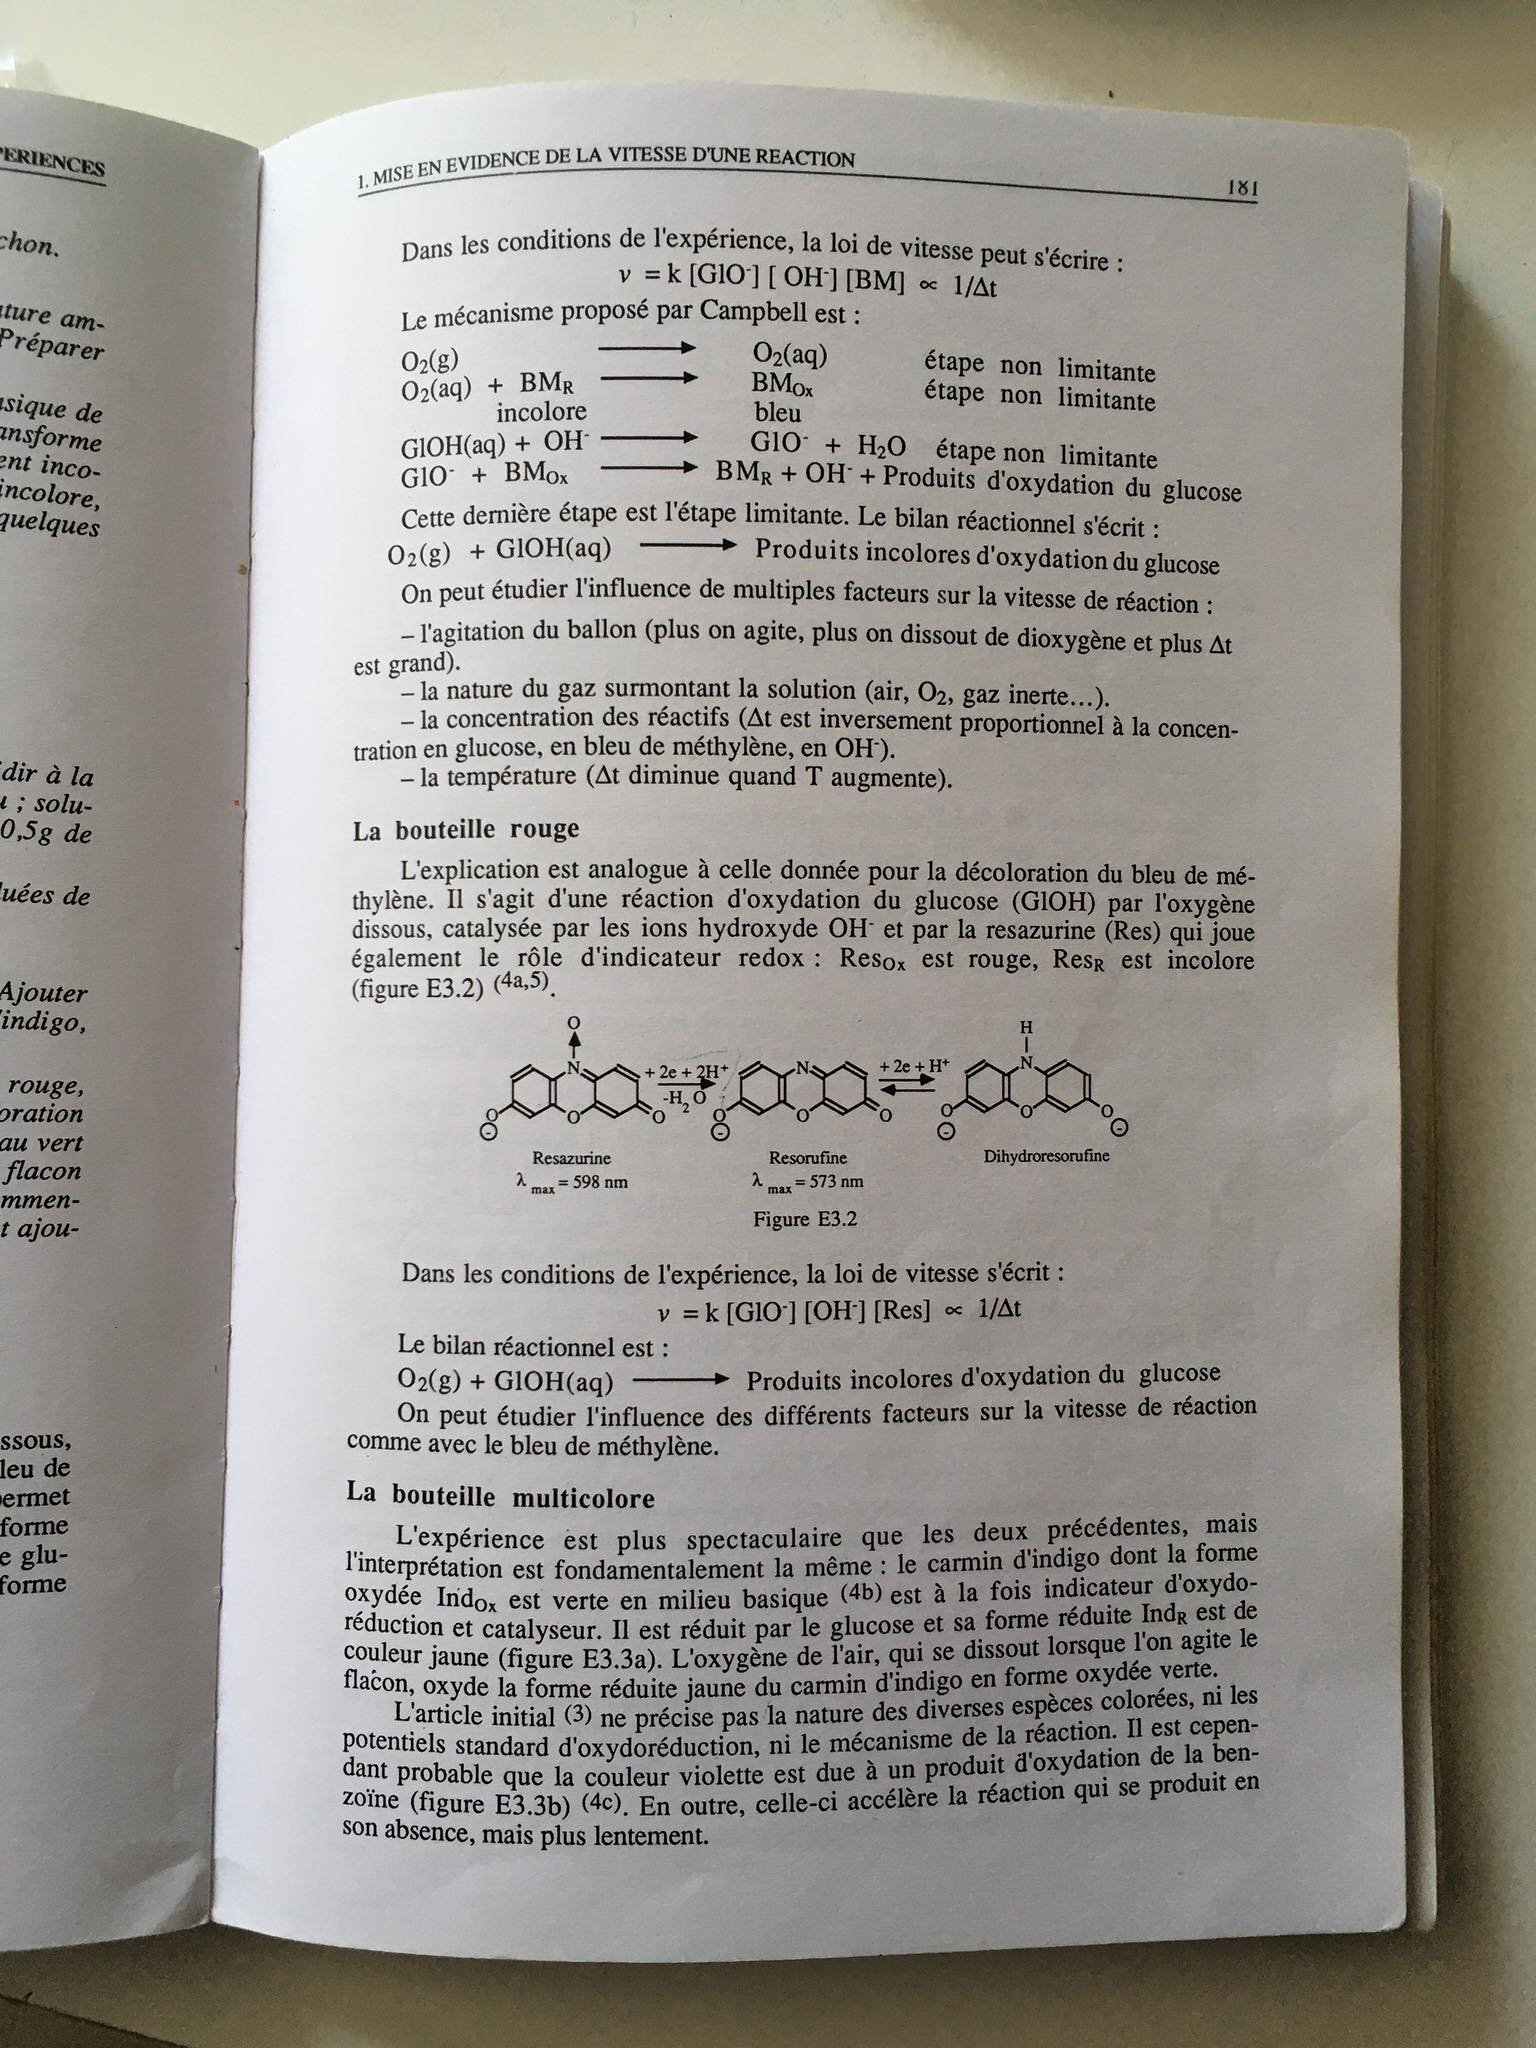 PERIENCES
chon.
ature am-
Préparer
asique de
ansforme
ent inco-
incolore,
quelques
dir à la
u ; solu-
0,5g de
luées de
Ajouter
'indigo,
rouge,
oration
au vert
flacon
mmen-
t ajou-
ssous,
leu de
permet
forme
e glu-
forme
1. MISE EN EVIDENCE DE LA VITESSE D'UNE REACTION 181
Dans les conditions de l'expérience, la loi de vitesse peut s'écrire :
v = k [GlO⁻] [ OH⁻] [BM] ∝ 1/Δt
Le mécanisme proposé par Campbell est :
O₂(g) ⟶ O₂(aq) étape non limitante
O₂(aq) + BM_R ⟶ BM_Ox étape non limitante
incolore bleu
GlOH(aq) + OH⁻ ⟶ GlO⁻ + H₂O étape non limitante
GlO⁻ + BM_Ox ⟶ BM_R + OH⁻ + Produits d'oxydation du glucose
Cette dernière étape est l'étape limitante. Le bilan réactionnel s'écrit :
O₂(g) + GlOH(aq) ⟶ Produits incolores d'oxydation du glucose
On peut étudier l'influence de multiples facteurs sur la vitesse de réaction :
– l'agitation du ballon (plus on agite, plus on dissout de dioxygène et plus Δt
est grand).
– la nature du gaz surmontant la solution (air, O₂, gaz inerte...).
– la concentration des réactifs (Δt est inversement proportionnel à la concen-
tration en glucose, en bleu de méthylène, en OH⁻).
– la température (Δt diminue quand T augmente).
La bouteille rouge
L'explication est analogue à celle donnée pour la décoloration du bleu de mé-
thylène. Il s'agit d'une réaction d'oxydation du glucose (GlOH) par l'oxygène
dissous, catalysée par les ions hydroxyde OH⁻ et par la resazurine (Res) qui joue
également le rôle d'indicateur redox : Res_Ox est rouge, Res_R est incolore
(figure E3.2) (4a,5).
O H
N + 2e + 2H⁺ N + 2e + H⁺ N
-H₂O
O O O O O O O O O
⊖ ⊖ ⊖ ⊖
Resazurine Resorufine Dihydroresorufine
λ max = 598 nm λ max = 573 nm
Figure E3.2
Dans les conditions de l'expérience, la loi de vitesse s'écrit :
v = k [GlO⁻] [OH⁻] [Res] ∝ 1/Δt
Le bilan réactionnel est :
O₂(g) + GlOH(aq) ⟶ Produits incolores d'oxydation du glucose
On peut étudier l'influence des différents facteurs sur la vitesse de réaction
comme avec le bleu de méthylène.
La bouteille multicolore
L'expérience est plus spectaculaire que les deux précédentes, mais
l'interprétation est fondamentalement la même : le carmin d'indigo dont la forme
oxydée Ind_Ox est verte en milieu basique (4b) est à la fois indicateur d'oxydo-
réduction et catalyseur. Il est réduit par le glucose et sa forme réduite Ind_R est de
couleur jaune (figure E3.3a). L'oxygène de l'air, qui se dissout lorsque l'on agite le
flacon, oxyde la forme réduite jaune du carmin d'indigo en forme oxydée verte.
L'article initial (3) ne précise pas la nature des diverses espèces colorées, ni les
potentiels standard d'oxydoréduction, ni le mécanisme de la réaction. Il est cepen-
dant probable que la couleur violette est due à un produit d'oxydation de la ben-
zoïne (figure E3.3b) (4c). En outre, celle-ci accélère la réaction qui se produit en
son absence, mais plus lentement.